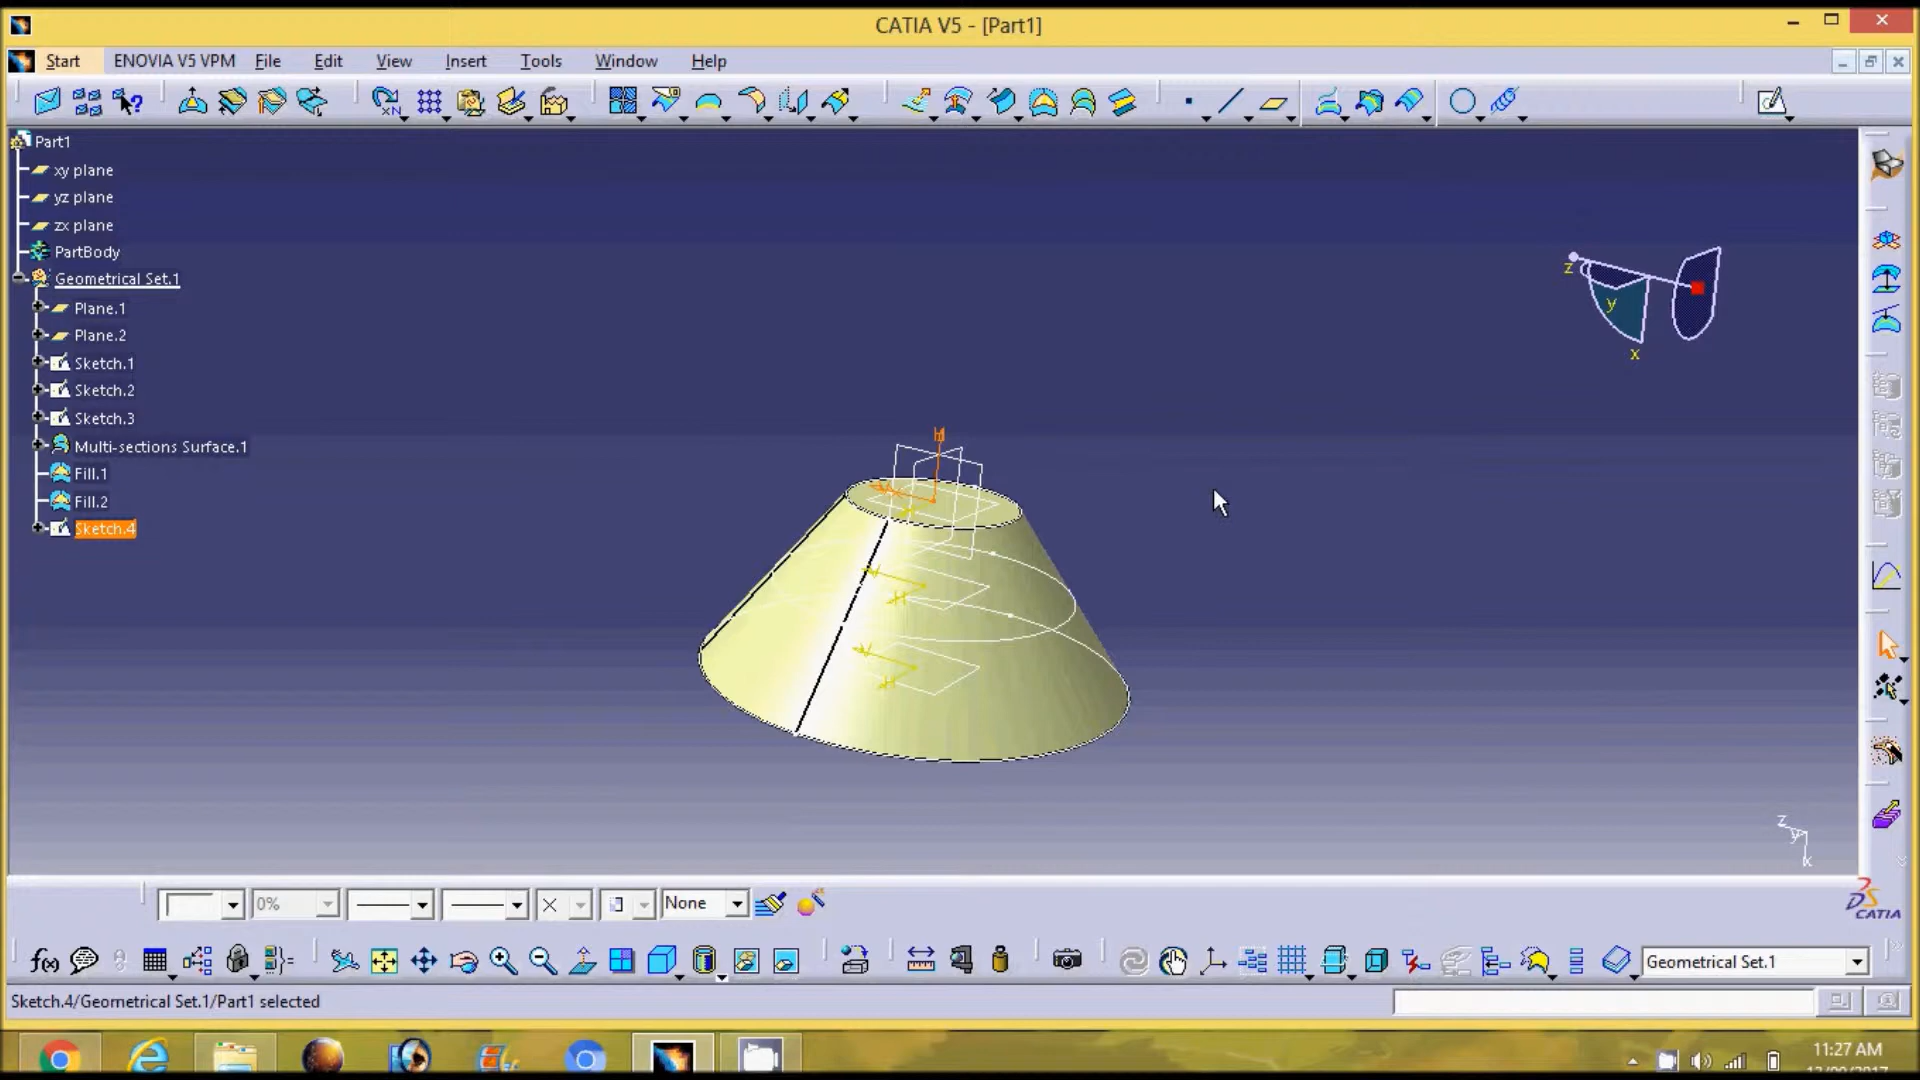 CATIA V5 - [Part1]
Start ENOVIA V5 VPM File Edit View Insert Tools Window Help
Part1
xy plane
yz plane
zx plane
PartBody
Geometrical Set.1
Plane.1
Plane.2
Sketch.1
Sketch.2
Sketch.3
Multi-sections Surface.1
Fill.1
Fill.2
Sketch.4
z
y
x
H
V
V
H
V
H
z
y
x
0%
None
DS CATIA
f(x)
Geometrical Set.1
Sketch.4/Geometrical Set.1/Part1 selected
11:27 AM